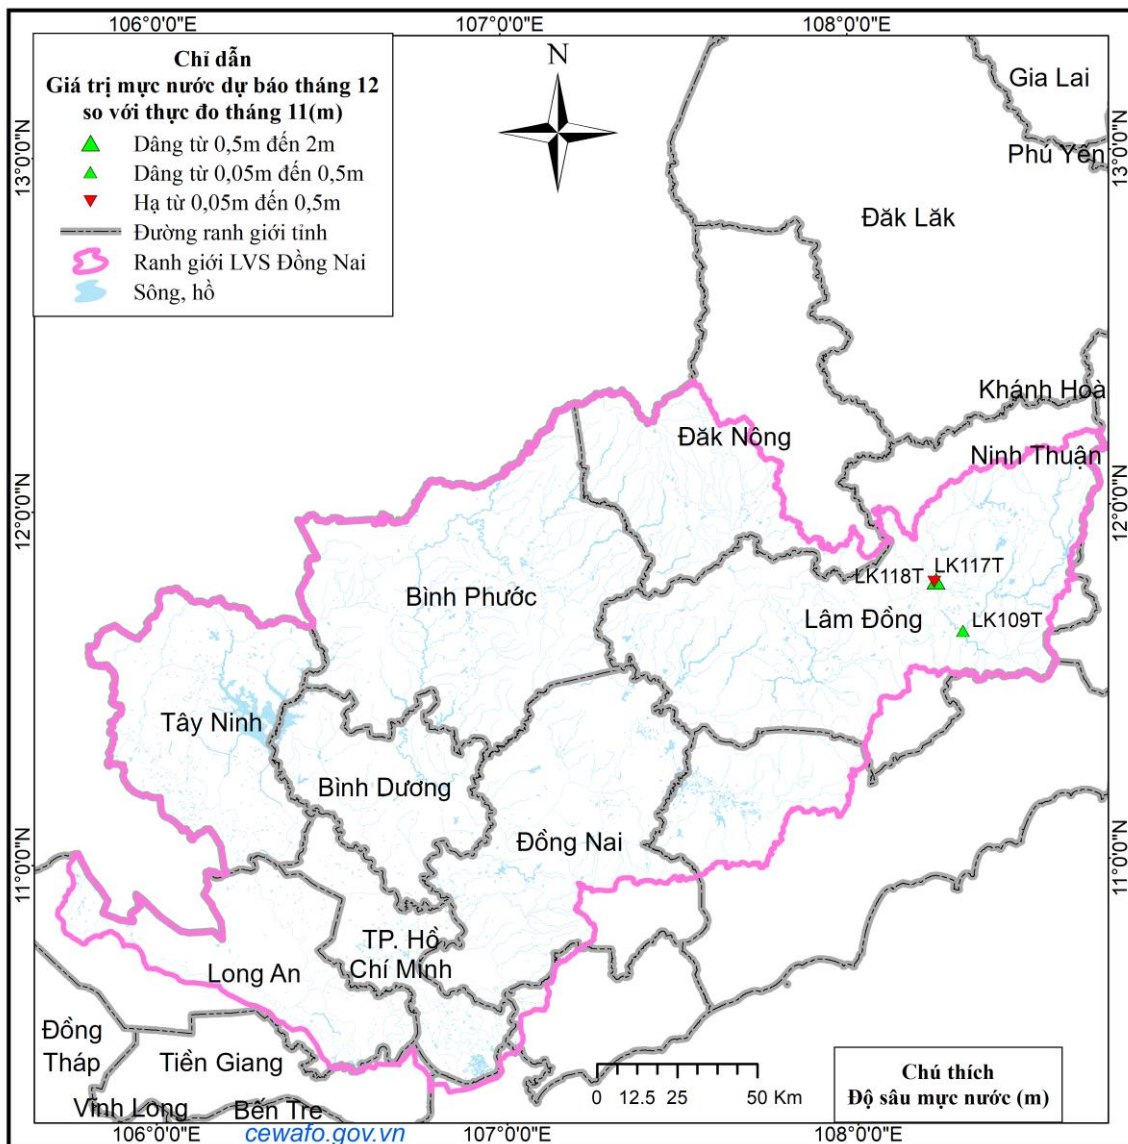 106°0'0"E
107°0'0"E
108°0'0"E
Chỉ dẫn
Giá trị mực nước dự báo tháng 12
so với thực đo tháng 11(m)
Dâng từ 0,5m đến 2m
Dâng từ 0,05m đến 0,5m
Hạ từ 0,05m đến 0,5m
Đường ranh giới tỉnh
Ranh giới LVS Đồng Nai
Sông, hồ
N
13°0'0"N
13°0'0"N
Gia Lai
Phú Yên
Đăk Lăk
Khánh Hoà
Đăk Nông
Ninh Thuận
12°0'0"N
12°0'0"N
LK118T
LK117T
Bình Phước
Lâm Đồng
LK109T
Tây Ninh
Bình Dương
Đồng Nai
11°0'0"N
11°0'0"N
TP. Hồ
Chí Minh
Long An
Đồng
Tháp
Tiền Giang
Vĩnh Long
Bến Tre
0 12.5 25 50 Km
Chú thích
Độ sâu mực nước (m)
106°0'0"E
107°0'0"E
108°0'0"E
cewafo.gov.vn